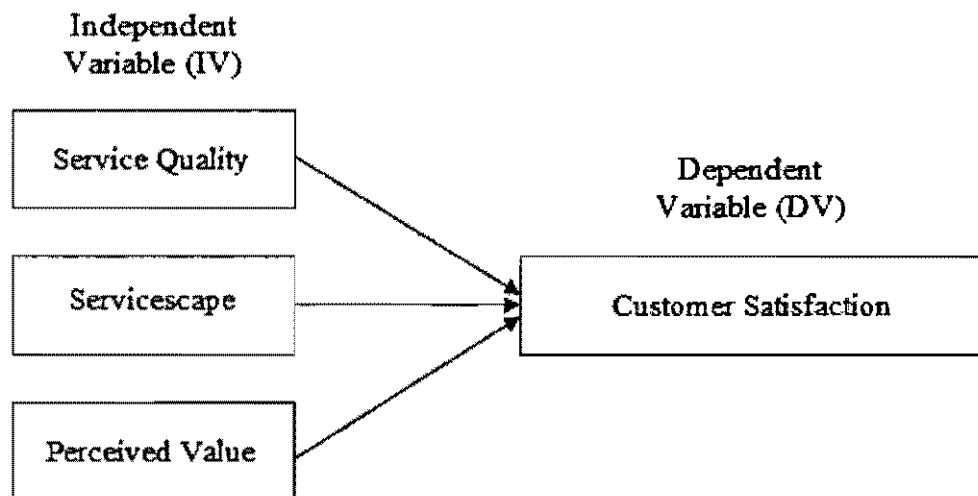 Independent
Variable (IV)
Service Quality
Dependent
Variable (DV)
Servicescape
Customer Satisfaction
Perceived Value